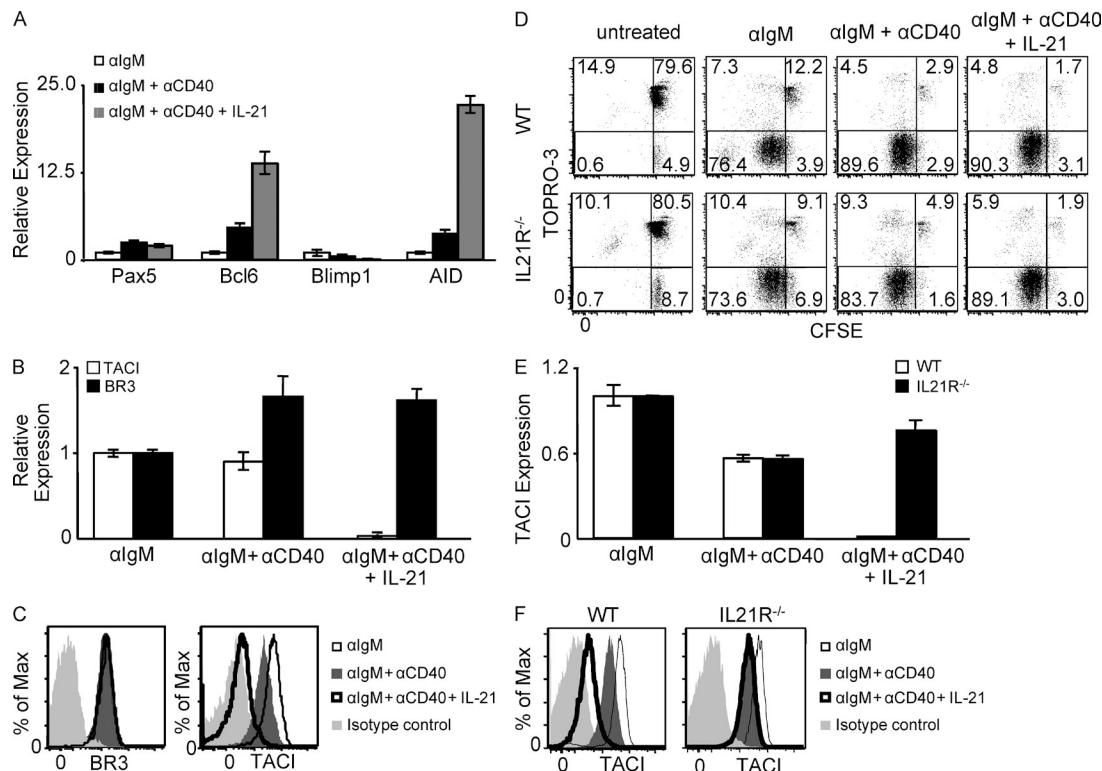 A
αIgM
αIgM + αCD40
αIgM + αCD40 + IL-21
Relative Expression
25.0
12.5
0
Pax5
Bcl6
Blimp1
AID
B
TACI
BR3
Relative
Expression
2
1
0
αIgM
αIgM + αCD40
αIgM + αCD40
+ IL-21
C
% of Max
0
BR3
% of Max
0
TACI
αIgM
αIgM + αCD40
αIgM + αCD40 + IL-21
Isotype control
D
untreated
αIgM
αIgM + αCD40
αIgM + αCD40
+ IL-21
WT
14.9 79.6
0.6 4.9
7.3 12.2
76.4 3.9
4.5 2.9
89.6 2.9
4.8 1.7
90.3 3.1
TOPRO-3
IL21R-/-
10.1 80.5
0.7 8.7
10.4 9.1
73.6 6.9
9.3 4.9
83.7 1.6
5.9 1.9
89.1 3.0
0
0
CFSE
E
WT
IL21R-/-
TACI Expression
1.2
0.6
0
αIgM
αIgM + αCD40
αIgM + αCD40
+ IL-21
F
WT
IL21R-/-
% of Max
0
TACI
% of Max
0
TACI
αIgM
αIgM + αCD40
αIgM + αCD40 + IL-21
Isotype control